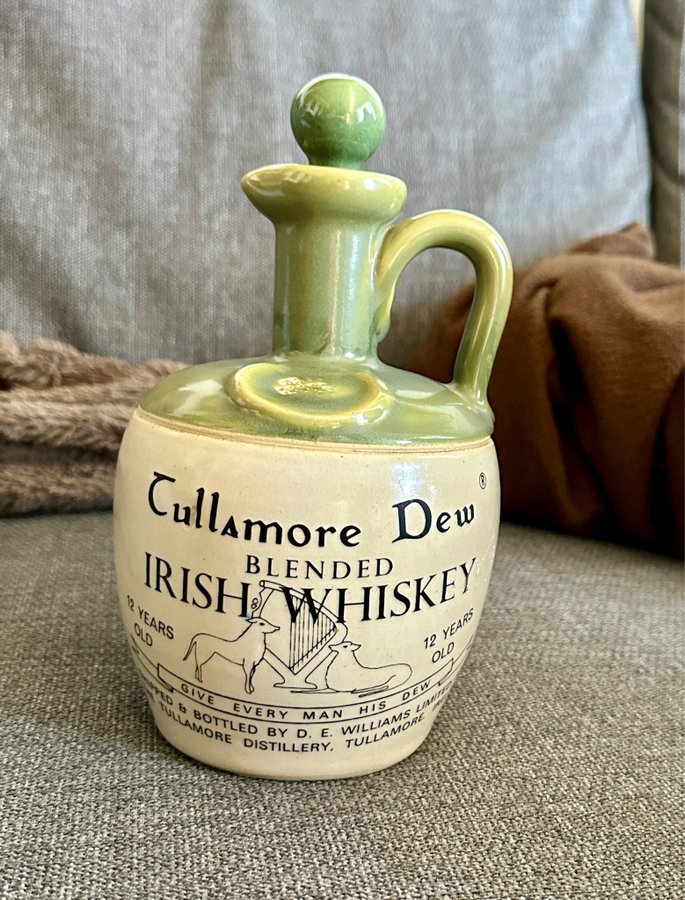 Tullamore Dew ®
BLENDED
IRISH WHISKEY
12 YEARS
OLD
12 YEARS
OLD
GIVE EVERY MAN HIS DEW
& BOTTLED BY D. E. WILLIAMS LIMITED
TULLAMORE DISTILLERY, TULLAMORE,